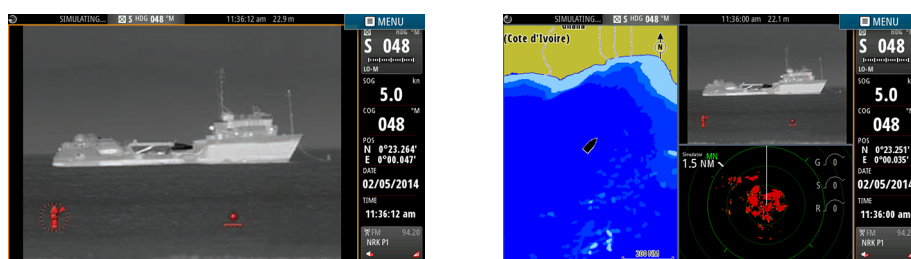 SIMULATING... S HDG 048 °M 11:36:12 am 22.9 m
MENU
HDG °M
S 048
LO-M
SOG kn
5.0
COG °M
048
POS
N 0°23.264'
E 0°00.047'
DATE
02/05/2014
TIME
11:36:12 am
FM 94.20
NRK P1
SIMULATING... S HDG 048 °M 11:36:00 am 22.1 m
MENU
(Cote d'Ivoire)
N
200 NM
Simulator MN
1.5 NM
G 0
S 0
R 0
HDG °M
S 048
LO-M
SOG kn
5.0
COG °M
048
POS
N 0°23.251'
E 0°00.035'
DATE
02/05/2014
TIME
11:36:00 am
FM 94.2
NRK P1